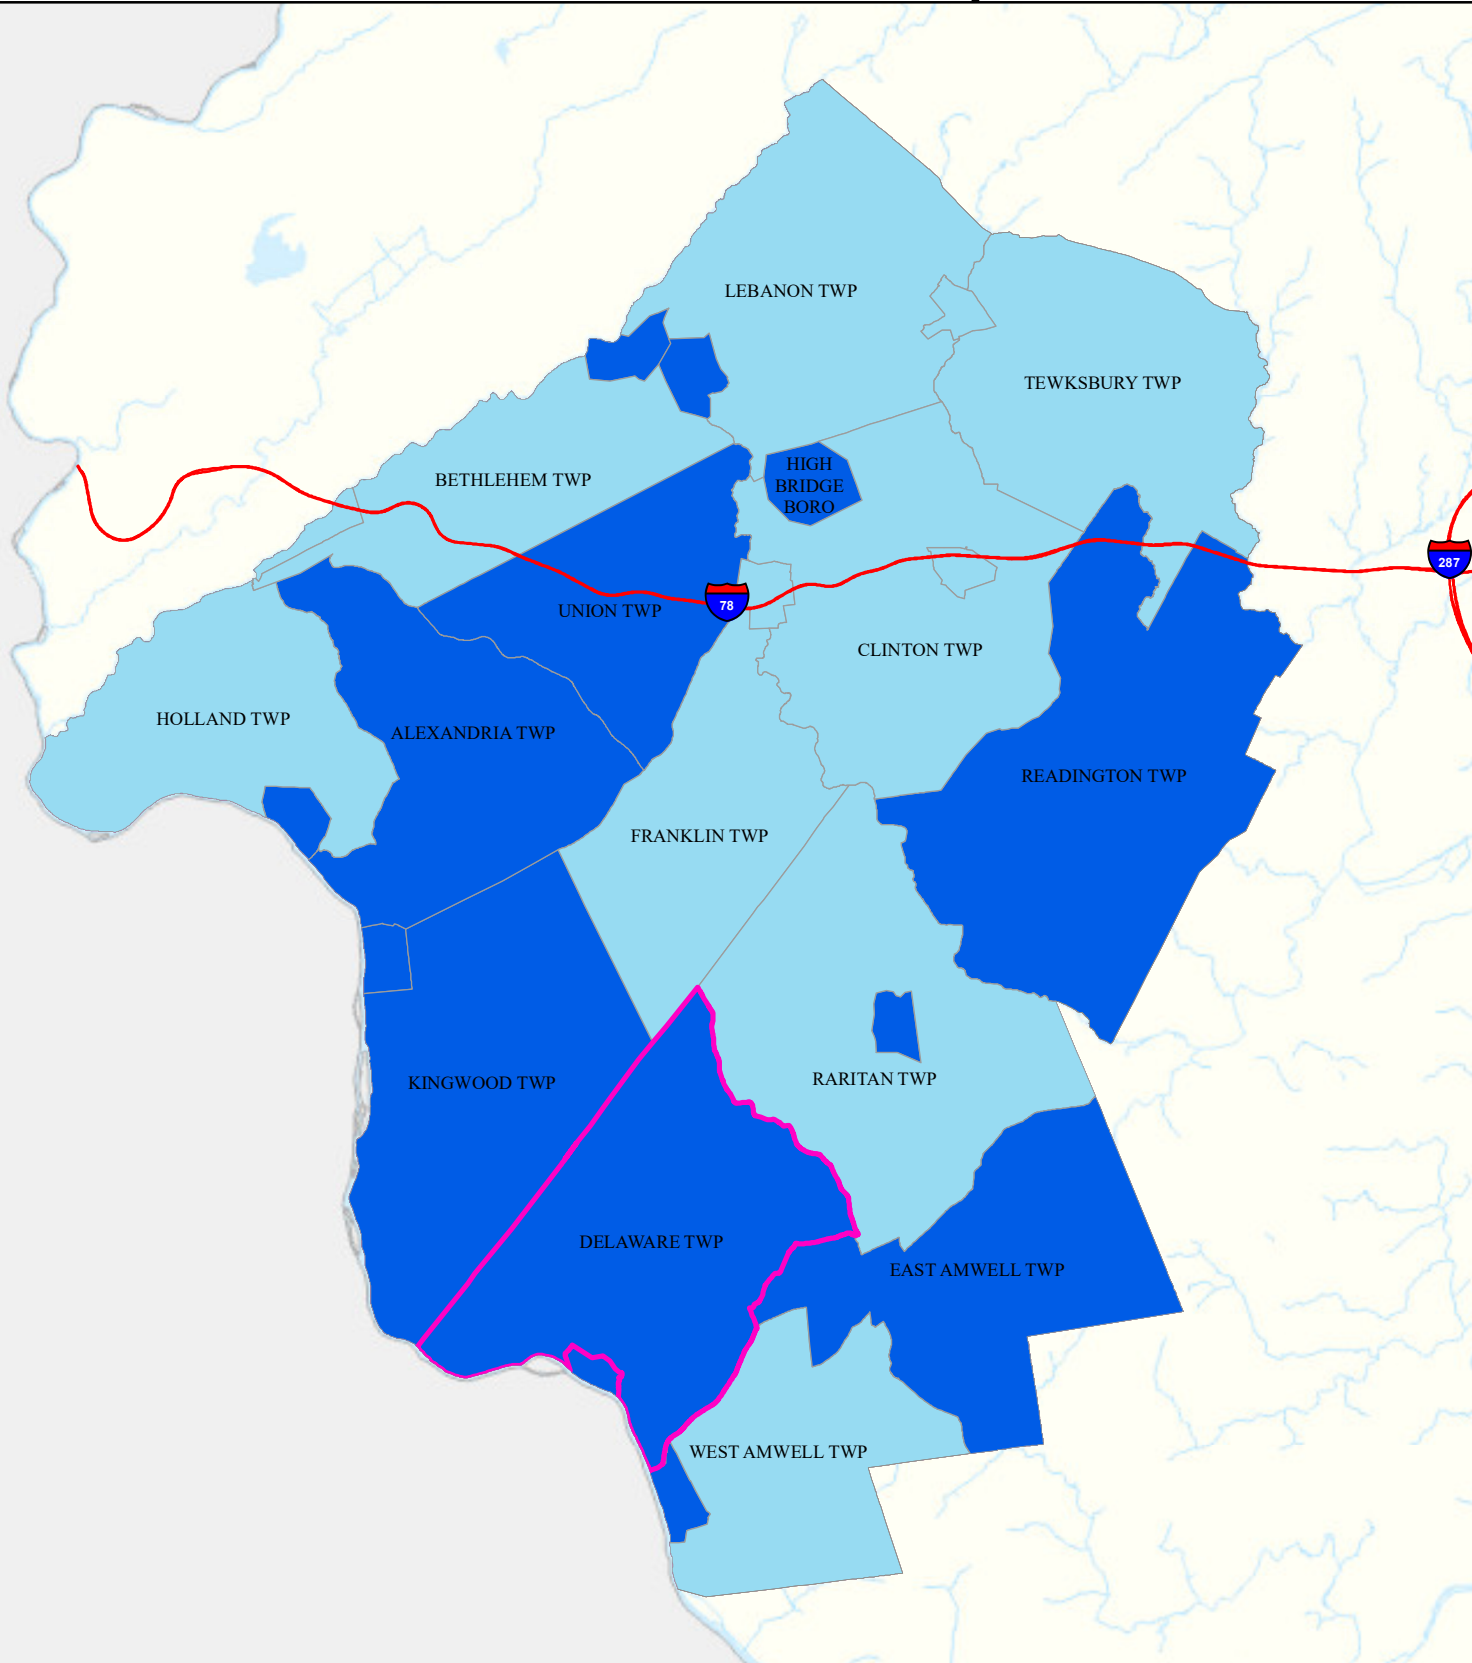 LEBANON TWP
TEWKSBURY TWP
HIGH
BRIDGE
BORO
BETHLEHEM TWP
287
78
UNION TWP
CLINTON TWP
HOLLAND TWP
ALEXANDRIA TWP
READINGTON TWP
FRANKLIN TWP
RARITAN TWP
KINGWOOD TWP
DELAWARE TWP
EAST AMWELL TWP
WEST AMWELL TWP